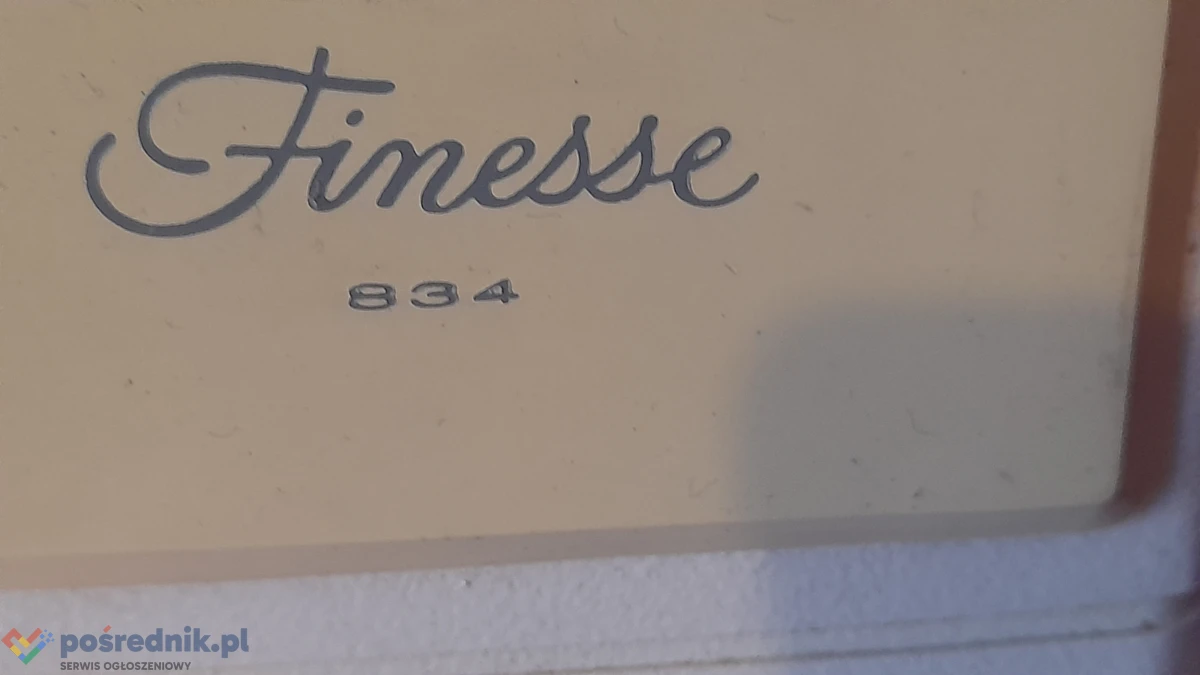 Finesse
834
pośrednik.pl
SERWIS OGŁOSZENIOWY